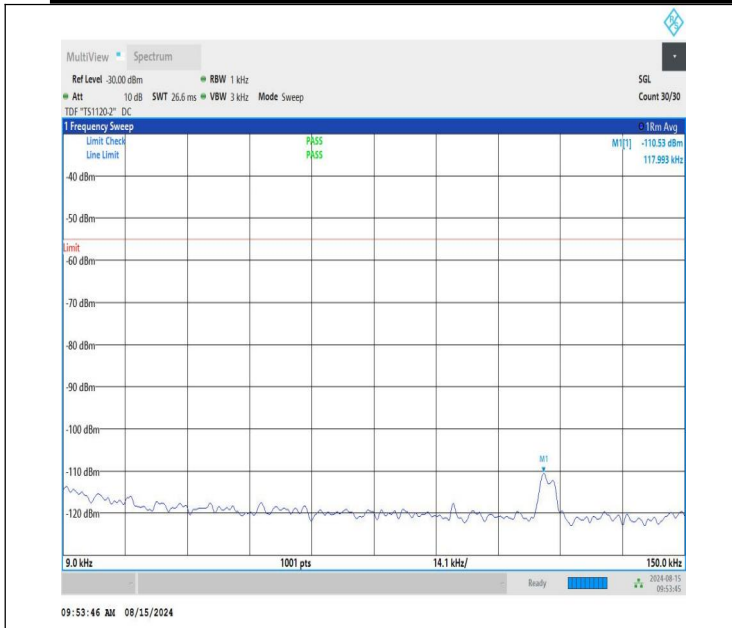 R&S
MultiView Spectrum
Ref Level -30.00 dBm RBW 1 kHz SGL
Att 10 dB SWT 26.6 ms VBW 3 kHz Mode Sweep Count 30/30
TDF "TS1120-2" DC
1 Frequency Sweep 1Rm Avg
Limit Check PASS M1[1] -110.53 dBm
Line Limit PASS 117.993 kHz
-40 dBm
-50 dBm
Limit
-60 dBm
-70 dBm
-80 dBm
-90 dBm
-100 dBm
M1
-110 dBm
-120 dBm
9.0 kHz 1001 pts 14.1 kHz/ 150.0 kHz
Ready 2024-08-15
09:53:45
09:53:46 AM 08/15/2024